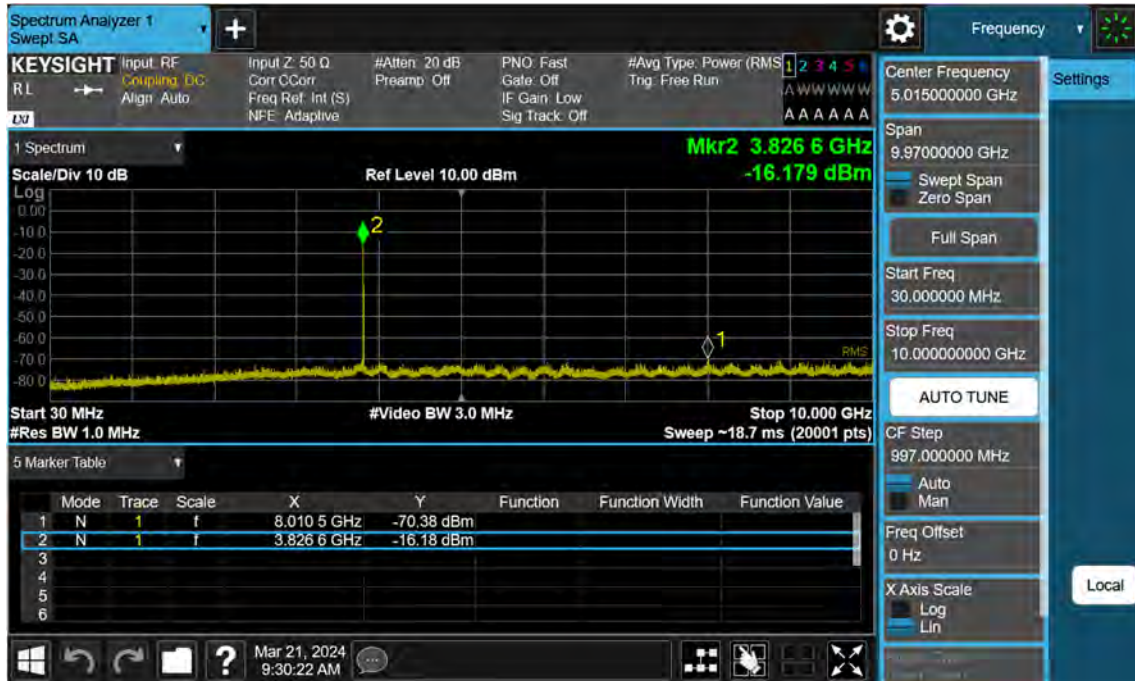 Spectrum Analyzer 1
Swept SA
Frequency
KEYSIGHT
RL
LXI
Input: RF
Coupling: DC
Align: Auto
Input Z: 50 Ω
Corr CCorr
Freq Ref: Int (S)
NFE: Adaptive
#Atten: 20 dB
Preamp: Off
PNO: Fast
Gate: Off
IF Gain: Low
Sig Track: Off
#Avg Type: Power (RMS
Trig: Free Run
1 2 3 4 5 6
A W W W W W
A A A A A A
1 Spectrum
Scale/Div 10 dB
Ref Level 10.00 dBm
Mkr2 3.826 6 GHz
-16.179 dBm
Log
0.00
-10.0
-20.0
-30.0
-40.0
-50.0
-60.0
-70.0
-80.0
2
1
RMS
Start 30 MHz
#Video BW 3.0 MHz
Stop 10.000 GHz
#Res BW 1.0 MHz
Sweep ~18.7 ms (20001 pts)
5 Marker Table
Mode Trace Scale X Y Function Function Width Function Value
1 N 1 f 8.010 5 GHz -70.38 dBm
2 N 1 f 3.826 6 GHz -16.18 dBm
3
4
5
6
Mar 21, 2024
9:30:22 AM
?
Center Frequency
5.015000000 GHz
Settings
Span
9.97000000 GHz
Swept Span
Zero Span
Full Span
Start Freq
30.000000 MHz
Stop Freq
10.000000000 GHz
AUTO TUNE
CF Step
997.000000 MHz
Auto
Man
Freq Offset
0 Hz
X Axis Scale
Log
Lin
Local